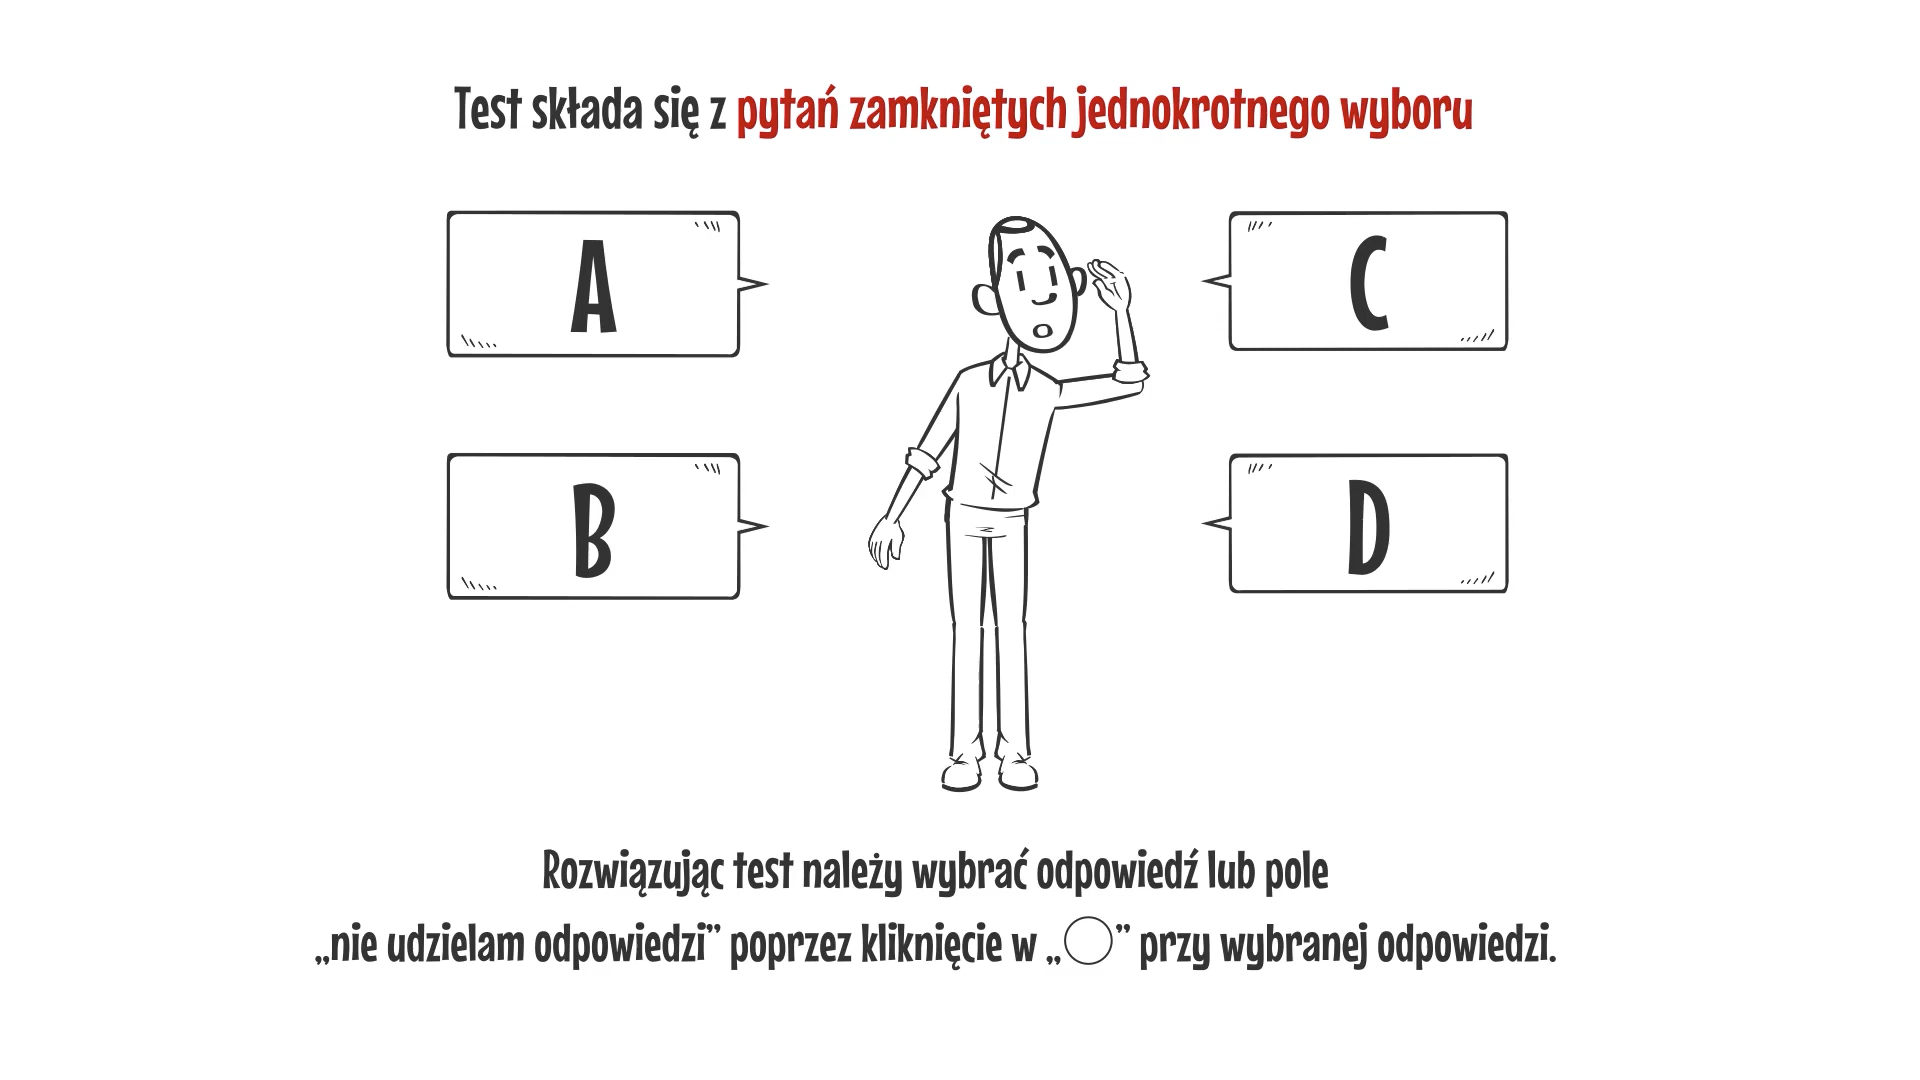 Test składa się z pytań zamkniętych jednokrotnego wyboru
A
B
C
D
Rozwiązując test należy wybrać odpowiedź lub pole
„nie udzielam odpowiedzi” poprzez kliknięcie w „◯” przy wybranej odpowiedzi.